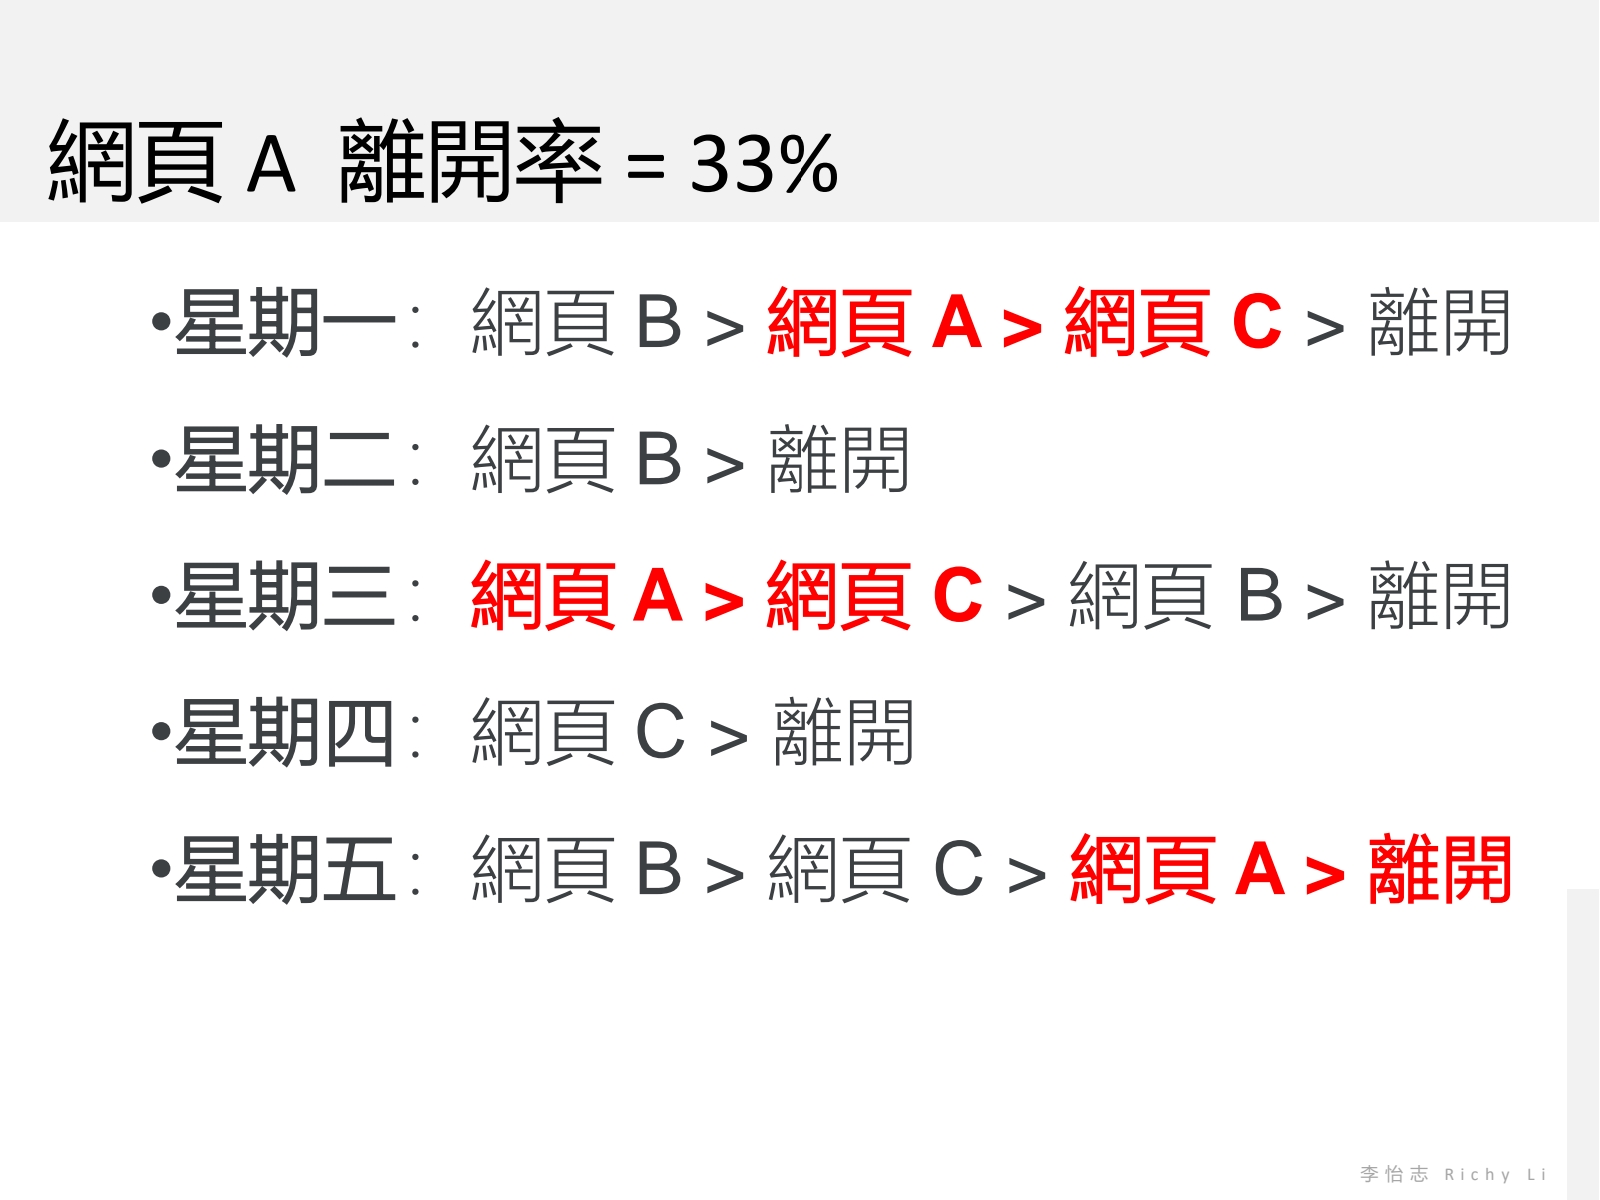 網頁 A 離開率 = 33%
•星期一： 網頁 B > 網頁 A > 網頁 C > 離開
•星期二： 網頁 B > 離開
•星期三： 網頁 A > 網頁 C > 網頁 B > 離開
•星期四： 網頁 C > 離開
•星期五： 網頁 B > 網頁 C > 網頁 A > 離開
李怡志 Richy Li